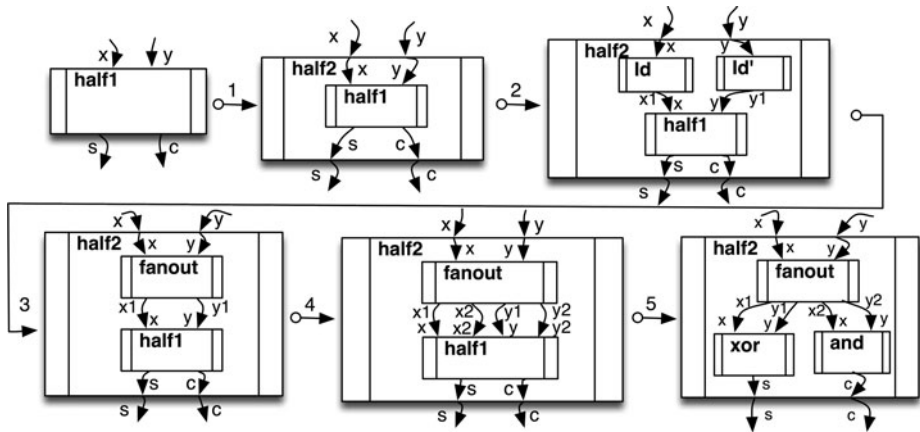 x y
half1
s c
1
x y
half2
x y
half1
s c
s c
2
x y
half2
x y
Id Id'
x1 x y y1
half1
s c
s c
3
x y
half2
x y
fanout
x1 x y y1
half1
s c
s c
4
x y
half2
x y
fanout
x1 x2 y1 y2
x x2 y y2
half1
s c
s c
5
x y
half2
x y
fanout
x1 y1 x2 y2
x y x y
xor and
s c
s c